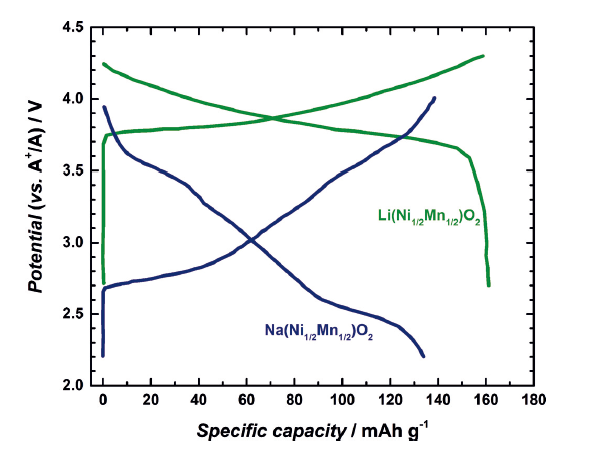 4.5
4.0
3.5
3.0
2.5
2.0
Potential (vs. A⁺/A) / V
Li(Ni₁/₂Mn₁/₂)O₂
Na(Ni₁/₂Mn₁/₂)O₂
0 20 40 60 80 100 120 140 160 180
Specific capacity / mAh g⁻¹